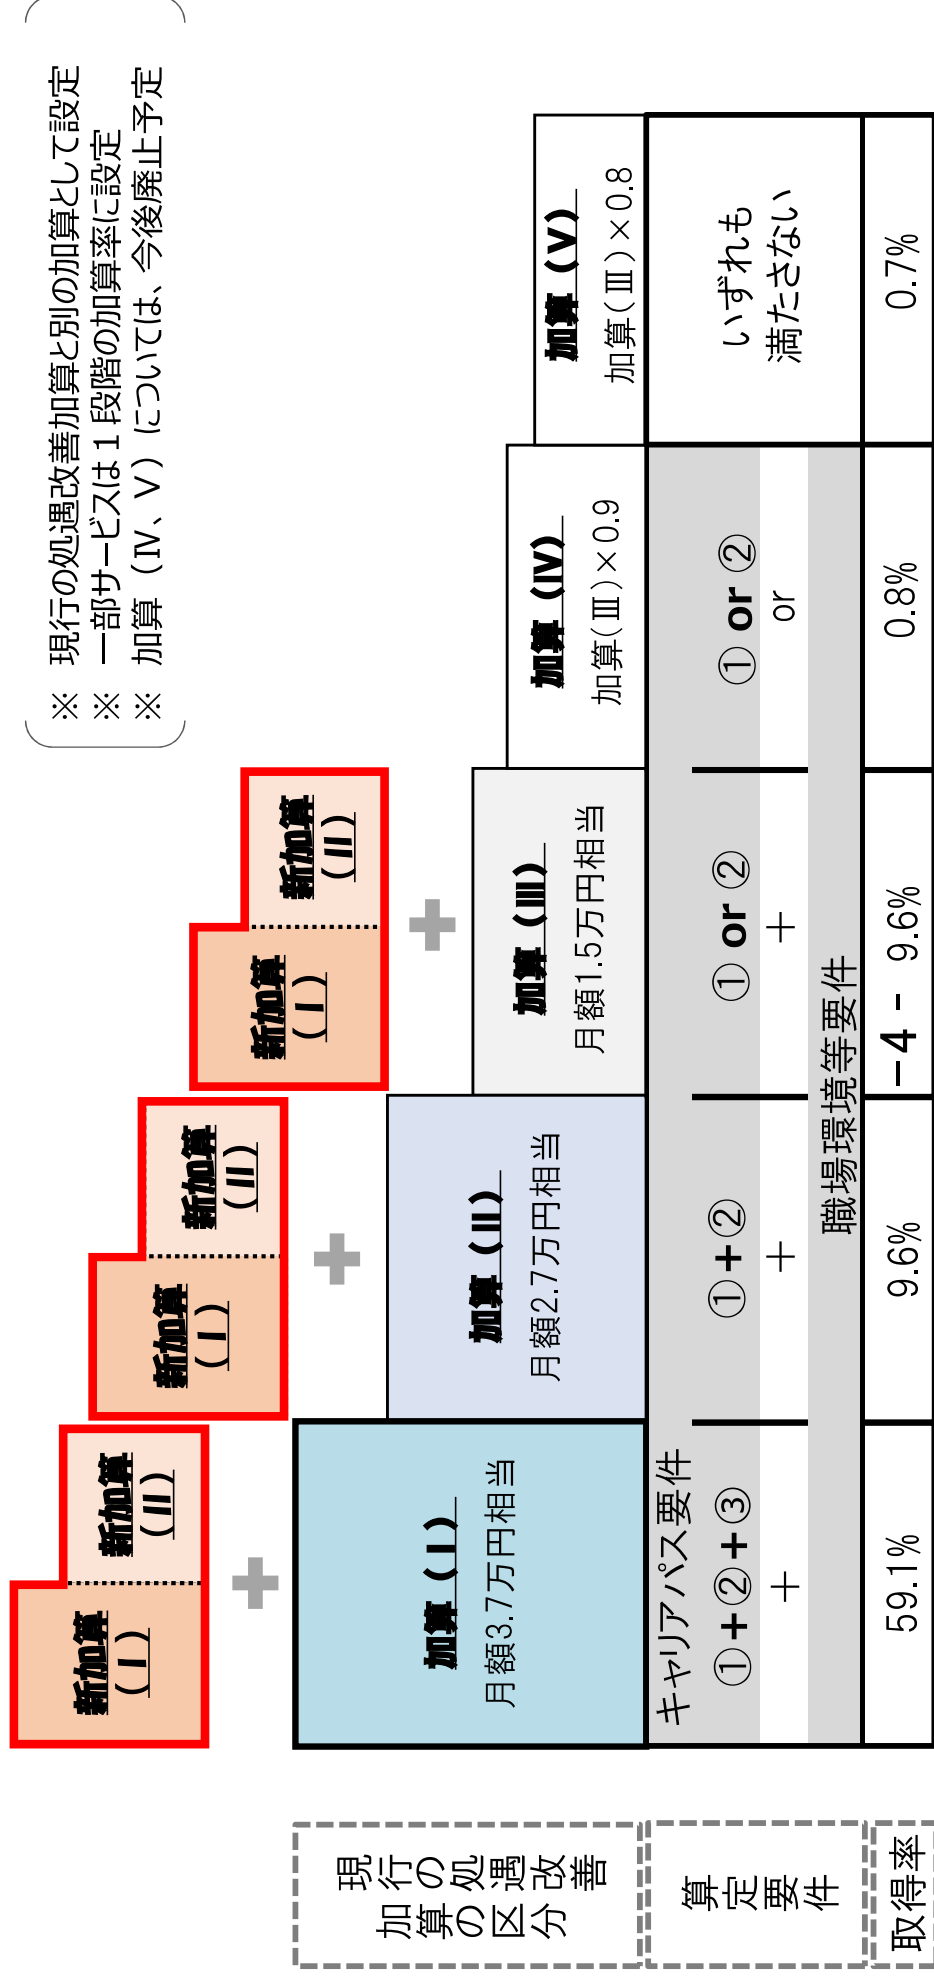 ※ 現行の処遇改善加算と別の加算として設定
※ 一部サービスは１段階の加算率に設定
※ 加算（Ⅳ、Ⅴ）については、今後廃止予定
新加算
（Ⅰ）
新加算
（Ⅱ）
新加算
（Ⅰ）
新加算
（Ⅱ）
新加算
（Ⅰ）
新加算
（Ⅱ）
現行の処遇改善
加算の区分
加算（Ⅰ）
月額3.7万円相当
加算（Ⅱ）
月額2.7万円相当
加算（Ⅲ）
月額1.5万円相当
加算（Ⅳ）
加算(Ⅲ)×0.9
加算（Ⅴ）
加算(Ⅲ)×0.8
算定
要件
キャリアパス要件
①+②+③
＋
①+②
＋
① or ②
＋
① or ②
or
いずれも
満たさない
職場環境等要件
取得率
59.1%
9.6%
－4－
9.6%
0.8%
0.7%